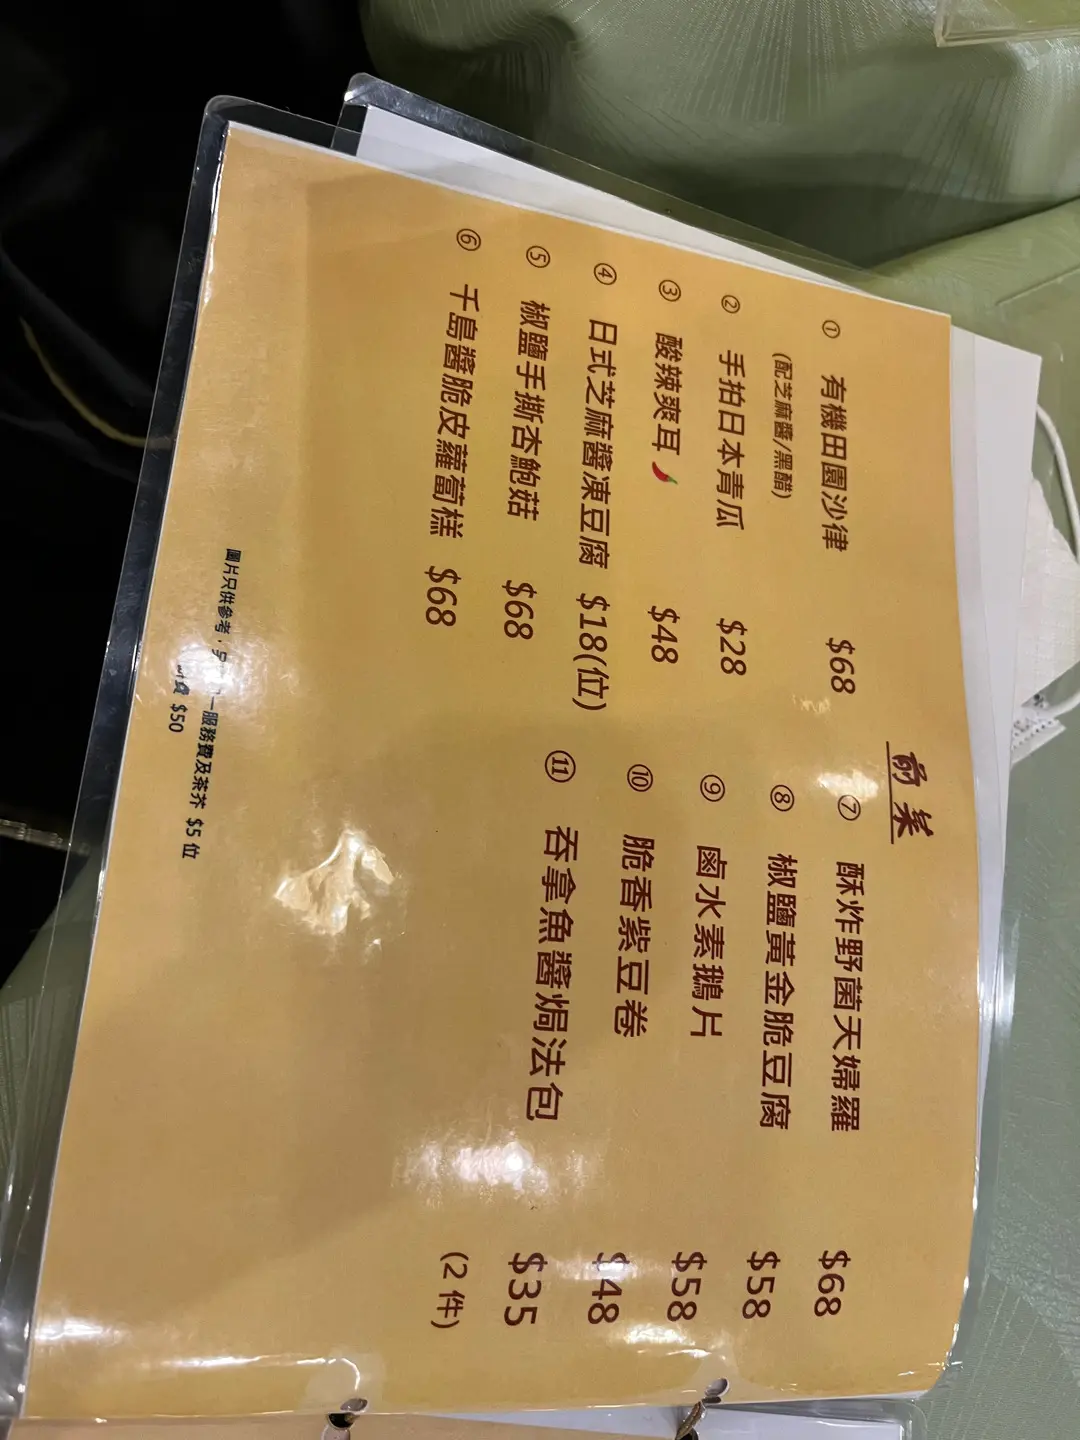 前菜
① 有機田園沙律 $68
(配芝麻醬/黑醋)
② 手拍日本青瓜 $28
③ 酸辣爽耳🌶 $48
④ 日式芝麻醬凍豆腐 $18(位)
⑤ 椒鹽手撕杏鮑菇 $68
⑥ 千島醬脆皮蘿蔔糕 $68
⑦ 酥炸野菌天婦羅 $68
⑧ 椒鹽黃金脆豆腐 $58
⑨ 鹵水素鵝片 $58
⑩ 脆香紫豆卷 $48
⑪ 吞拿魚醬焗法包 $35
(2 件)
圖片只供參考，另 一服務費及茶芥 $5 位
費 $50